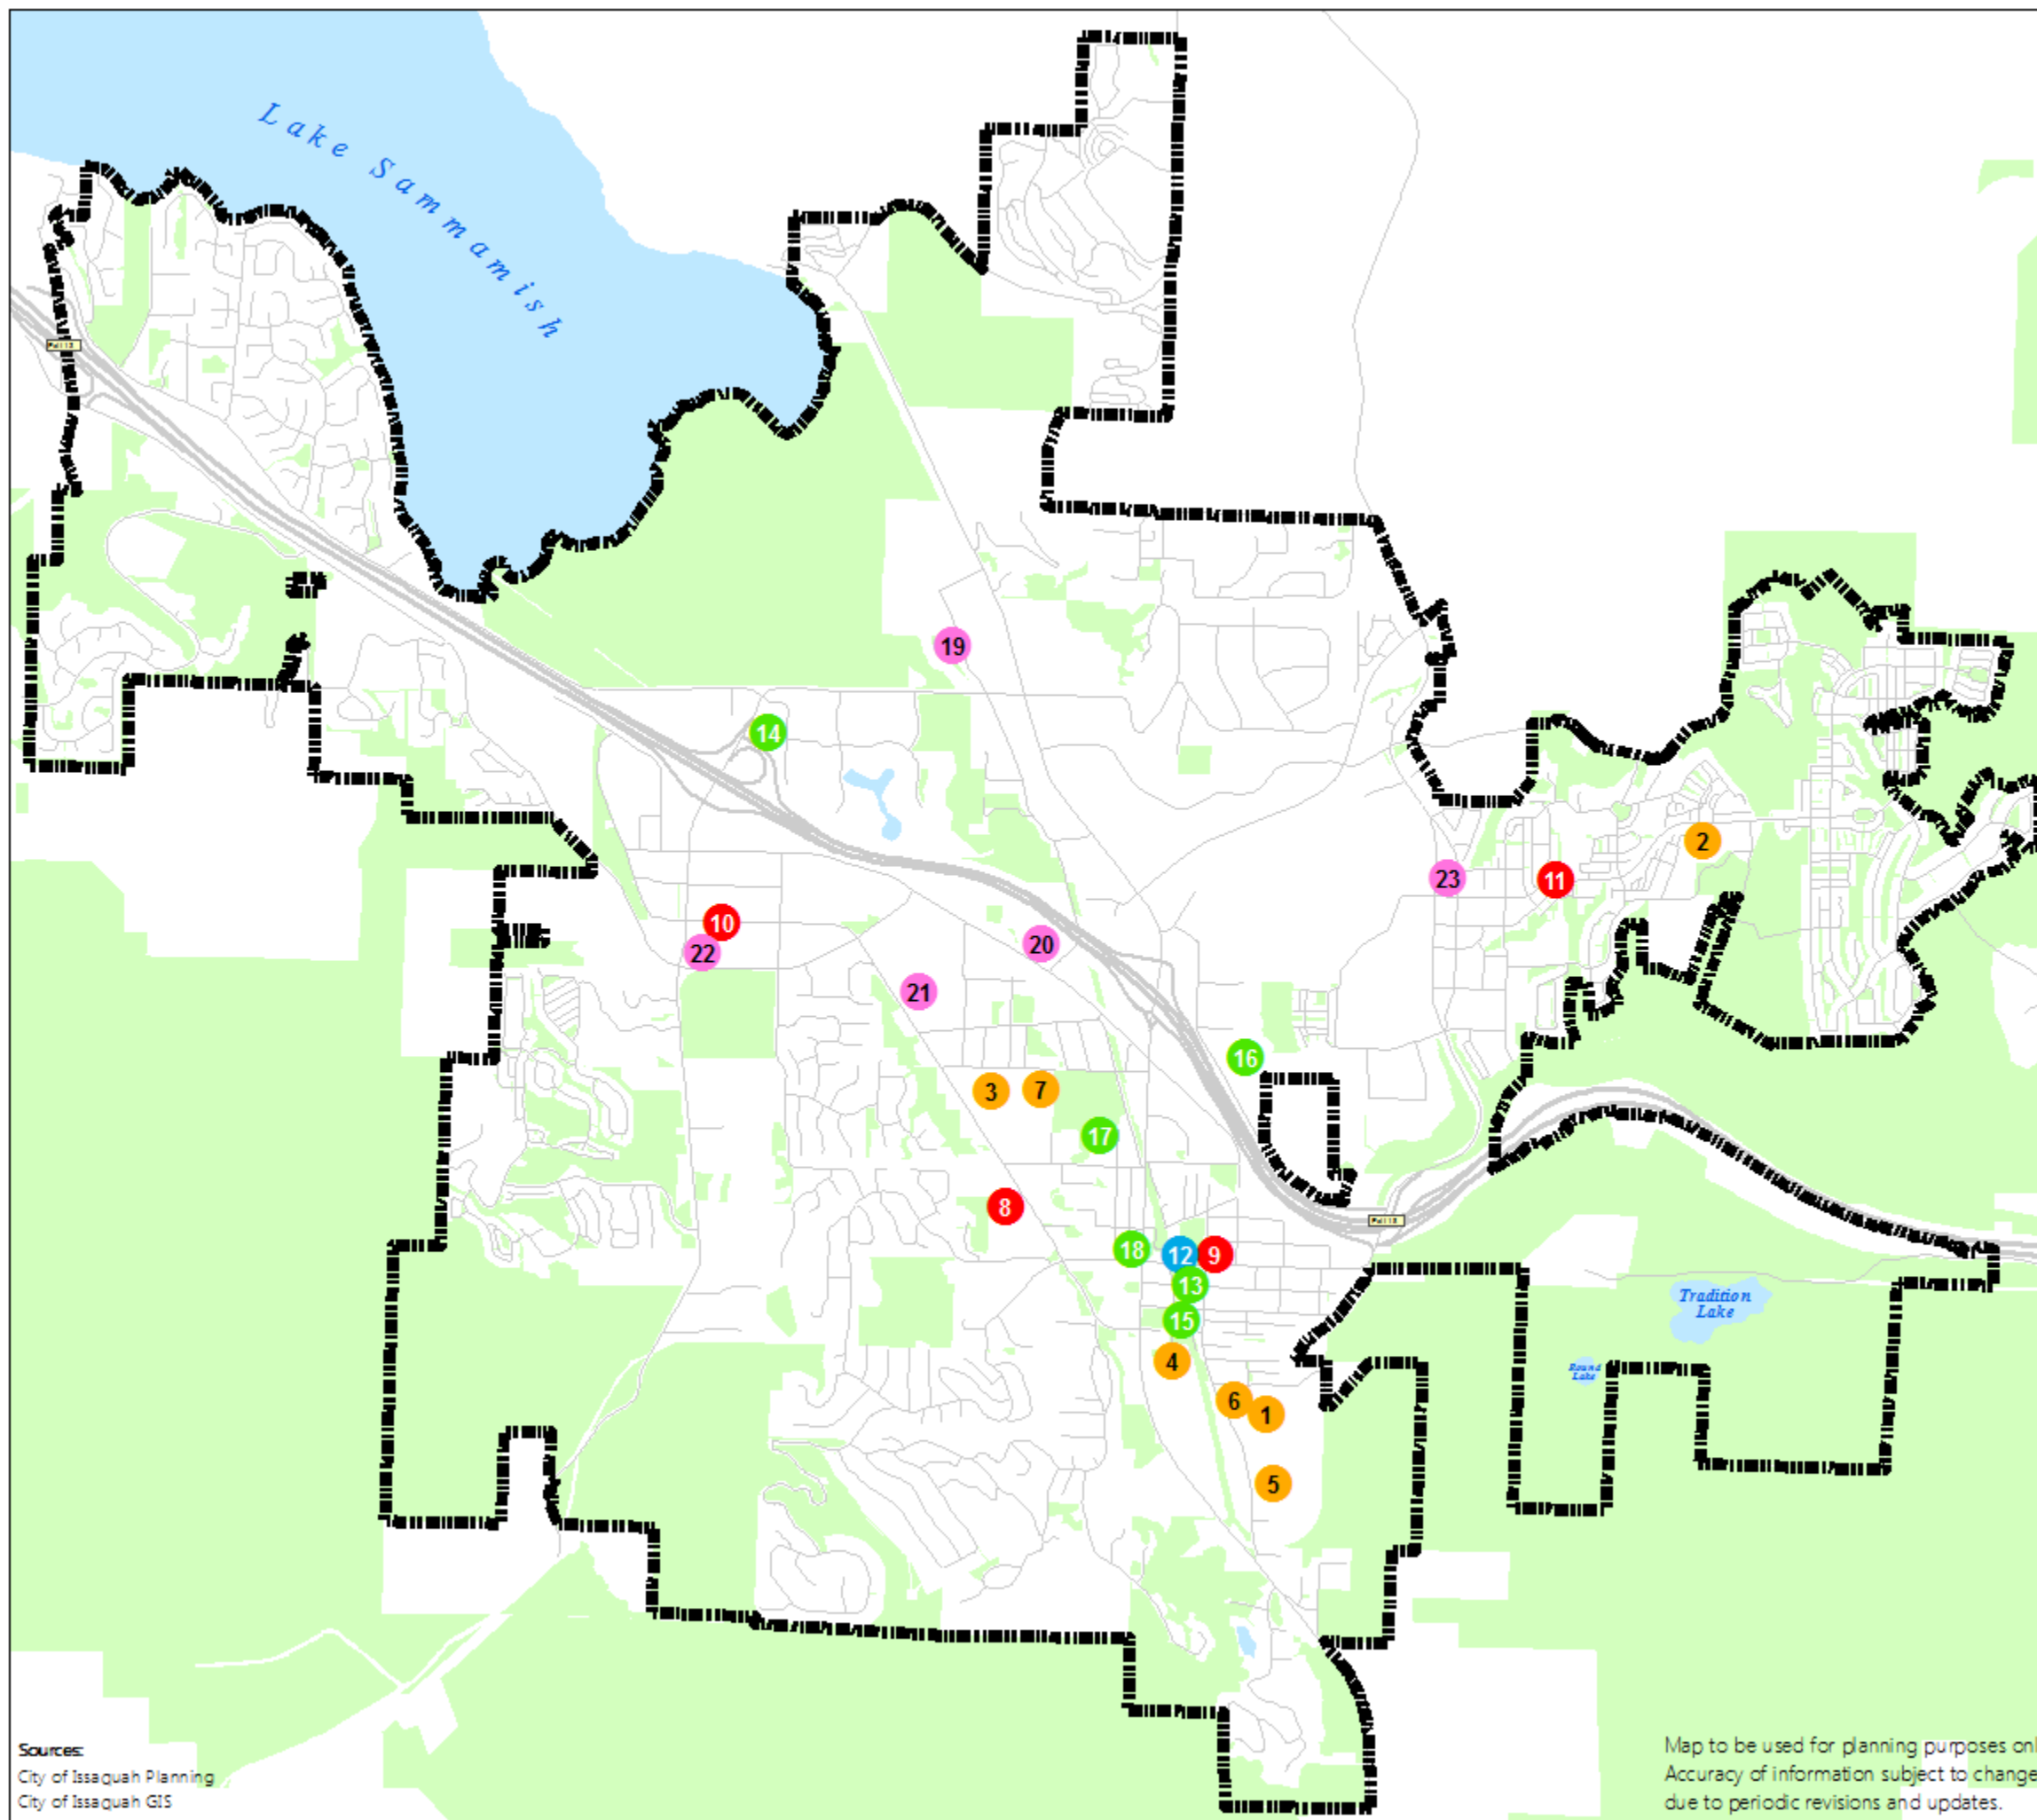 Lake Sammamish
19
14
2
23
11
10
22
20
21
16
3
7
17
8
18
12
9
13
15
4
6
1
5
Tradition
Lake
Round
Lake
Sources:
City of Issaquah Planning
City of Issaquah GIS
Map to be used for planning purposes onl
Accuracy of information subject to change
due to periodic revisions and updates.